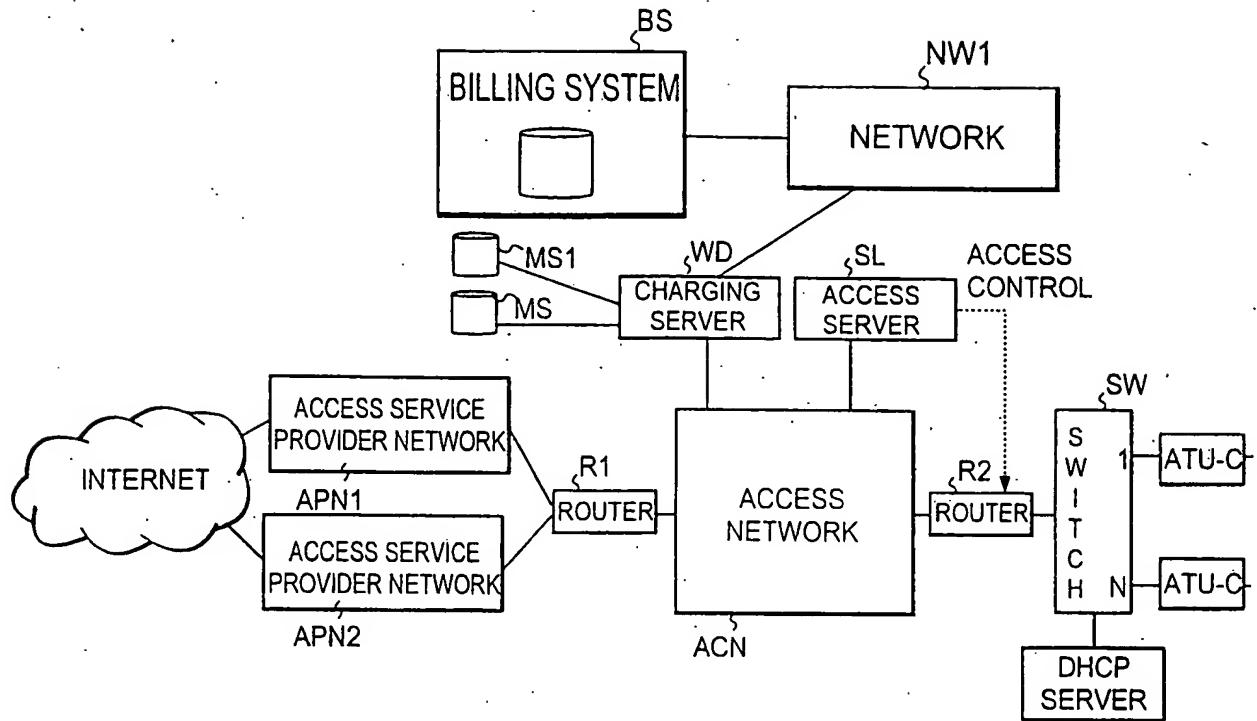 BS
BILLING SYSTEM
NW1
NETWORK
MS1
MS
WD
CHARGING
SERVER
SL
ACCESS
SERVER
ACCESS
CONTROL
SW
SWITCH
1
N
ATU-C
ATU-C
INTERNET
ACCESS SERVICE
PROVIDER NETWORK
APN1
ACCESS SERVICE
PROVIDER NETWORK
APN2
R1
ROUTER
ACCESS
NETWORK
ACN
R2
ROUTER
DHCP
SERVER